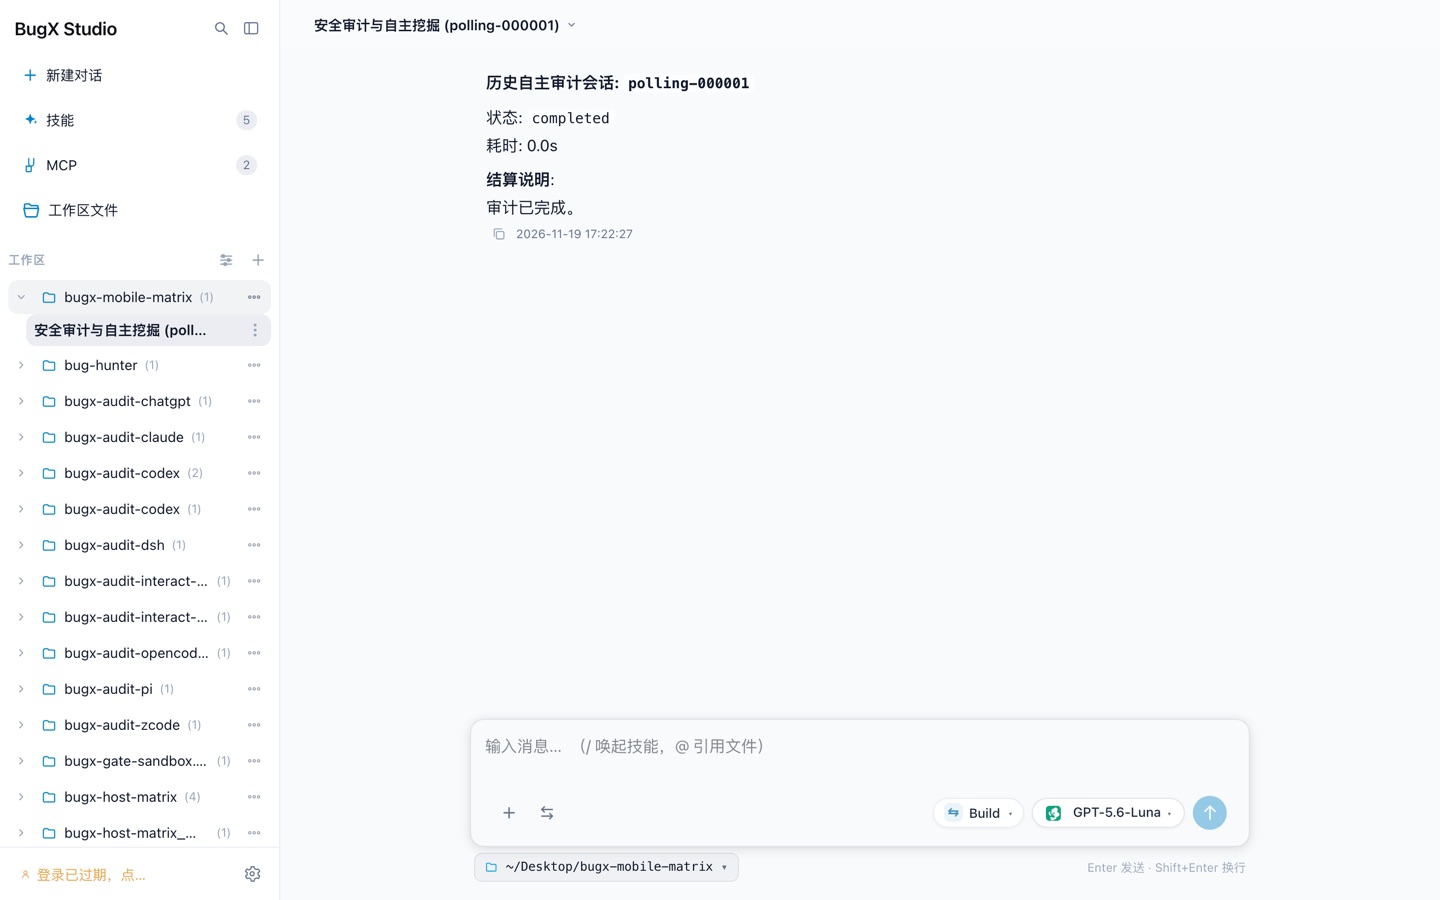 BugX Studio
新建对话
技能 5
MCP 2
工作区文件
工作区
bugx-mobile-matrix (1)
安全审计与自主挖掘 (poll...
bug-hunter (1)
bugx-audit-chatgpt (1)
bugx-audit-claude (1)
bugx-audit-codex (2)
bugx-audit-codex (1)
bugx-audit-dsh (1)
bugx-audit-interact-... (1)
bugx-audit-interact-... (1)
bugx-audit-opencod... (1)
bugx-audit-pi (1)
bugx-audit-zcode (1)
bugx-gate-sandbox.... (1)
bugx-host-matrix (4)
bugx-host-matrix_... (1)
登录已过期，点...
安全审计与自主挖掘 (polling-000001)
历史自主审计会话: polling-000001
状态: completed
耗时: 0.0s
结算说明:
审计已完成。
2026-11-19 17:22:27
输入消息... （/ 唤起技能，@ 引用文件）
Build
GPT-5.6-Luna
~/Desktop/bugx-mobile-matrix
Enter 发送 · Shift+Enter 换行